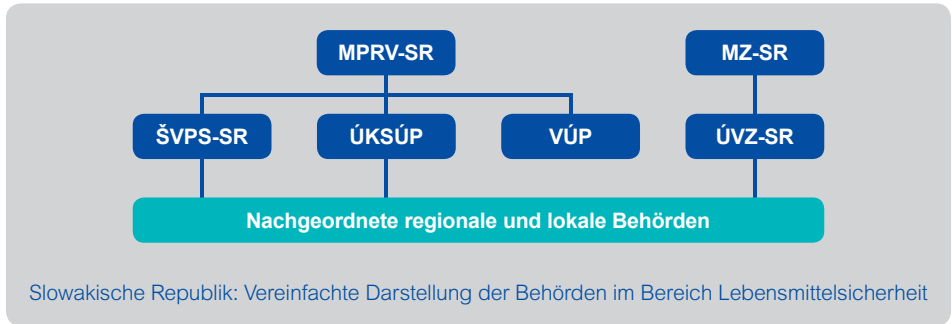 MPRV-SR
MZ-SR
ŠVPS-SR
ÚKSÚP
VÚP
ÚVZ-SR
Nachgeordnete regionale und lokale Behörden
Slowakische Republik: Vereinfachte Darstellung der Behörden im Bereich Lebensmittelsicherheit